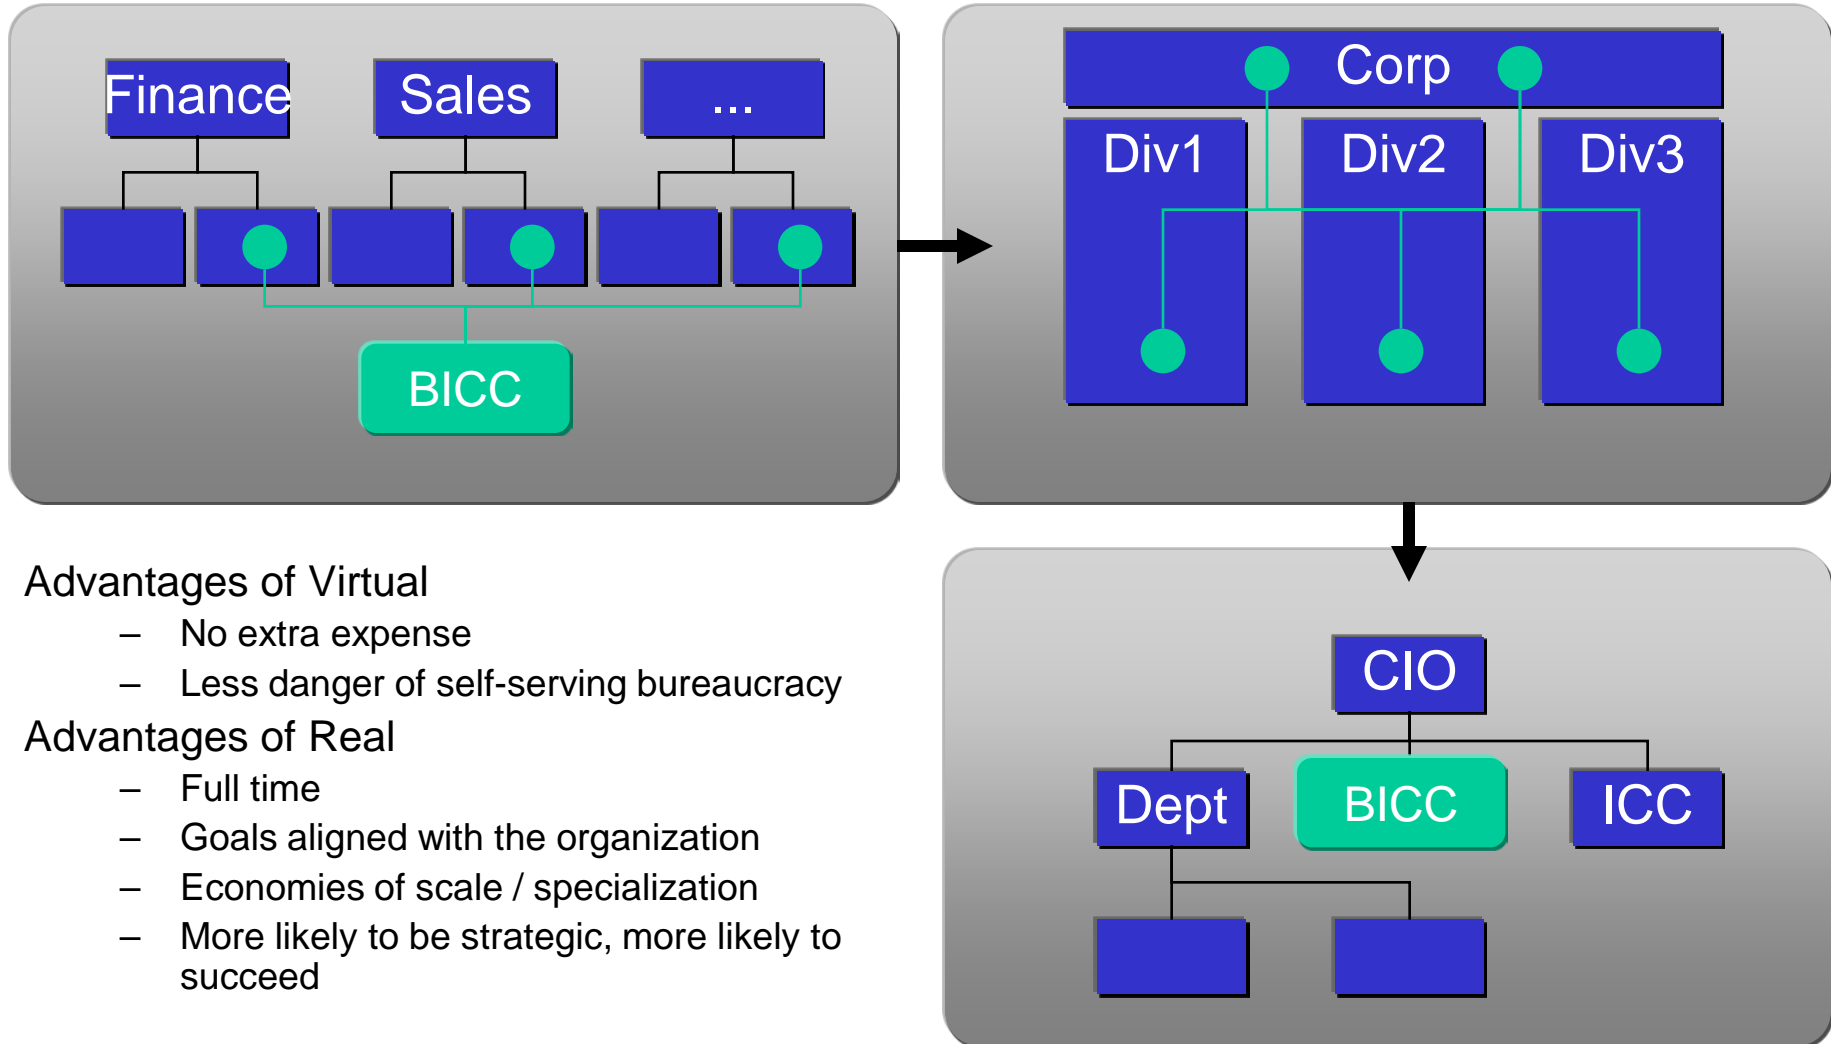 Finance
Sales
...
BICC
Corp
Div1
Div2
Div3
Advantages of Virtual
– No extra expense
– Less danger of self-serving bureaucracy
Advantages of Real
– Full time
– Goals aligned with the organization
– Economies of scale / specialization
– More likely to be strategic, more likely to
succeed
CIO
Dept
BICC
ICC